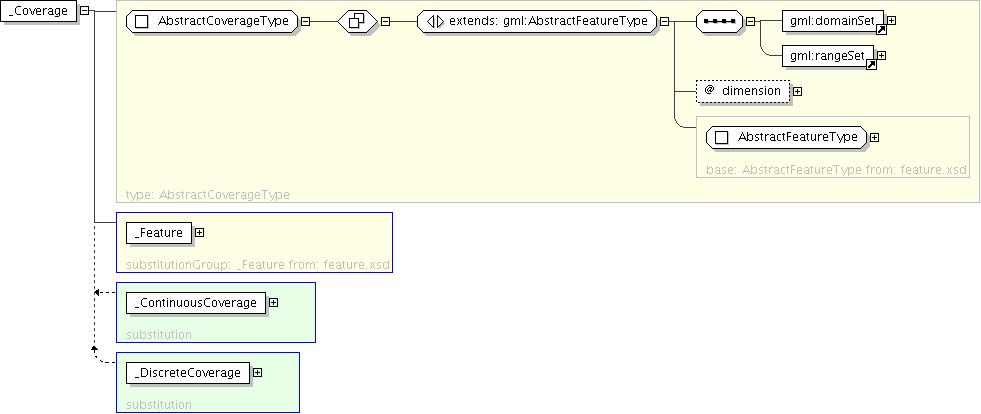 _Coverage
AbstractCoverageType
extends: gml:AbstractFeatureType
gml:domainSet
gml:rangeSet
@ dimension
AbstractFeatureType
base: AbstractFeatureType from: feature.xsd
type: AbstractCoverageType
_Feature
substitutionGroup: _Feature from: feature.xsd
_ContinuousCoverage
substitution
_DiscreteCoverage
substitution